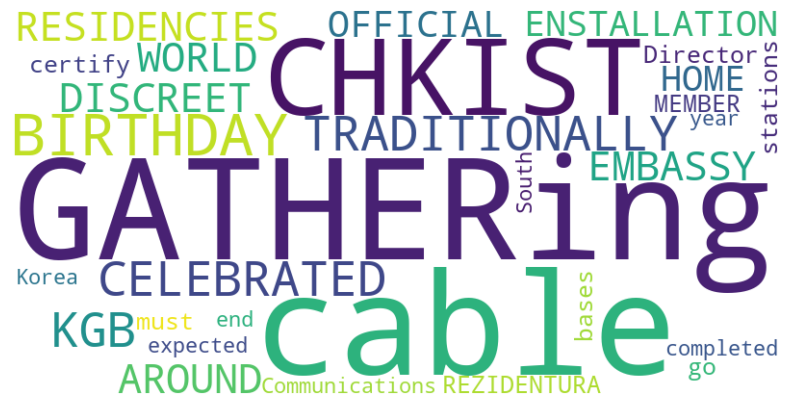 RESIDENCIES OFFICIAL ENSTALLATION
certify WORLD CHKIST Director stations
DISCREET HOME
MEMBER
BIRTHDAY TRADITIONALLY year
GATHERing South EMBASSY
Korea CELEBRATED cable bases
KGB must end
expected completed
AROUND Communications REZIDENTURA go